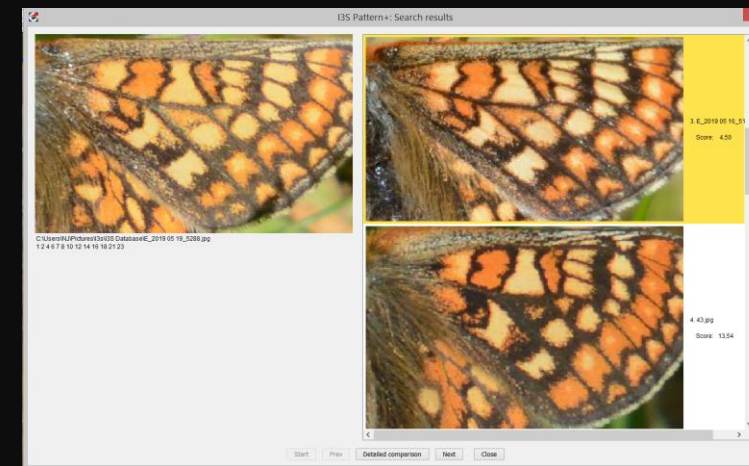 I3S Pattern+: Search results
C:\Users\NJ\Pictures\I3s\I3S Database\E_2019 05 19_5288.jpg
1 2 4 6 7 8 10 12 14 16 18 21 23
3. E_2019 05 16_51
Score: 4,50
4. 43.jpg
Score: 13,54
Start Prev Detailed comparison Next Close